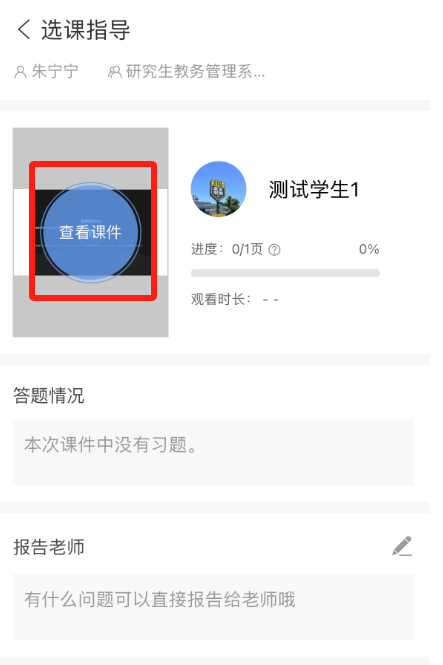 选课指导
朱宁宁 研究生教务管理系...
查看课件
测试学生1
进度：0/1页 0%
观看时长：- -
答题情况
本次课件中没有习题。
报告老师
有什么问题可以直接报告给老师哦